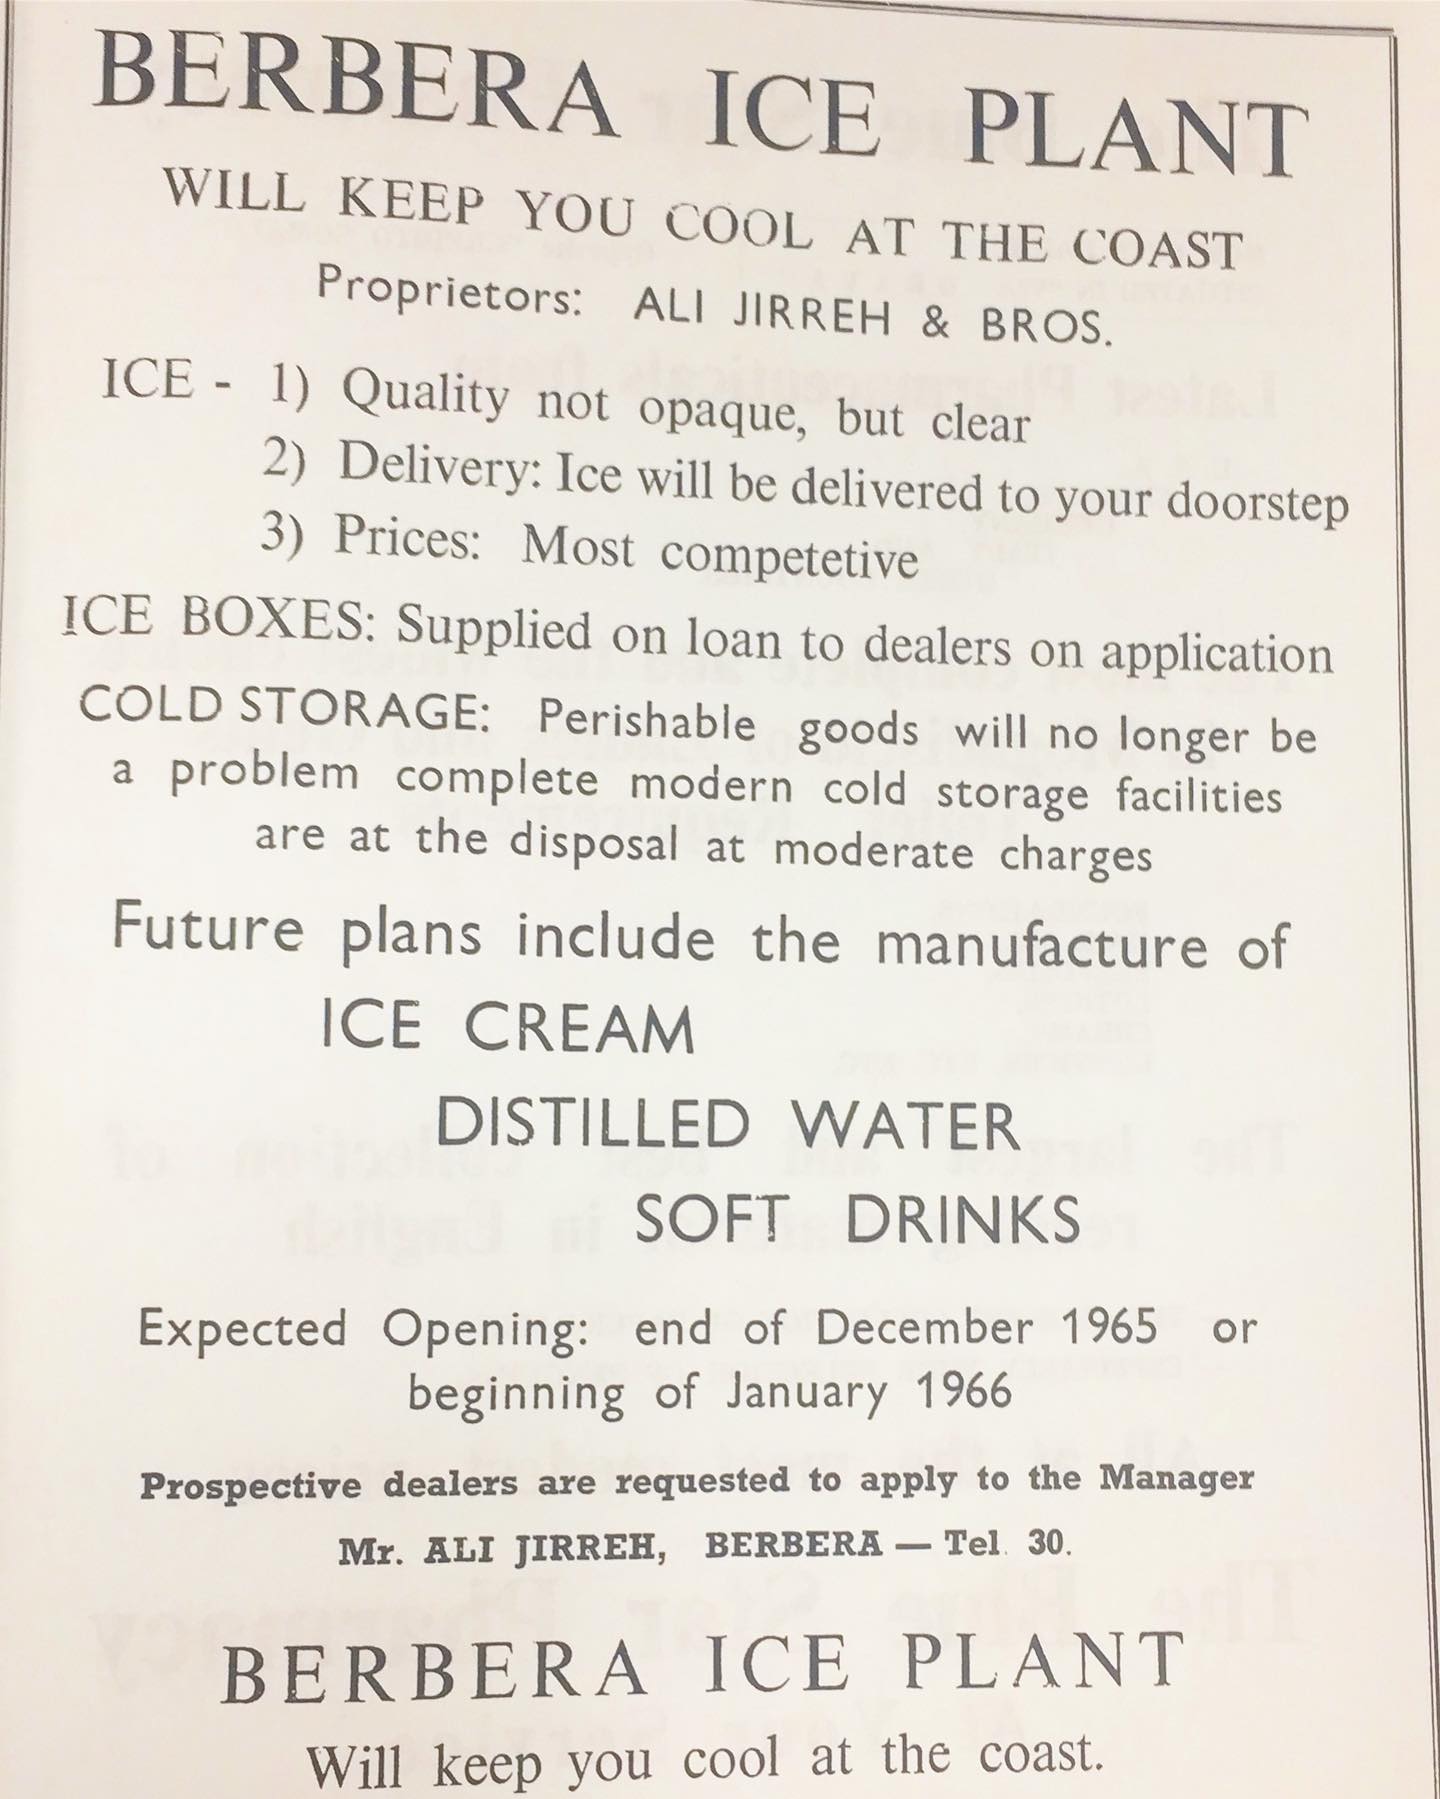 BERBERA ICE PLANT
WILL KEEP YOU COOL AT THE COAST
Proprietors: ALI JIRREH & BROS.
ICE - 1) Quality not opaque, but clear
2) Delivery: Ice will be delivered to your doorstep
3) Prices: Most competetive
ICE BOXES: Supplied on loan to dealers on application
COLD STORAGE: Perishable goods will no longer be
a problem complete modern cold storage facilities
are at the disposal at moderate charges
Future plans include the manufacture of
ICE CREAM
DISTILLED WATER
SOFT DRINKS
Expected Opening: end of December 1965 or
beginning of January 1966
Prospective dealers are requested to apply to the Manager
Mr. ALI JIRREH, BERBERA — Tel. 30.
BERBERA ICE PLANT
Will keep you cool at the coast.